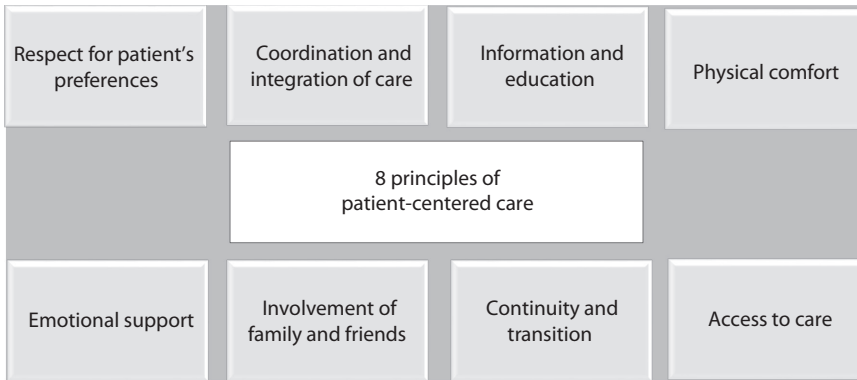 Respect for patient's
preferences
Coordination and
integration of care
Information and
education
Physical comfort
8 principles of
patient-centered care
Emotional support
Involvement of
family and friends
Continuity and
transition
Access to care